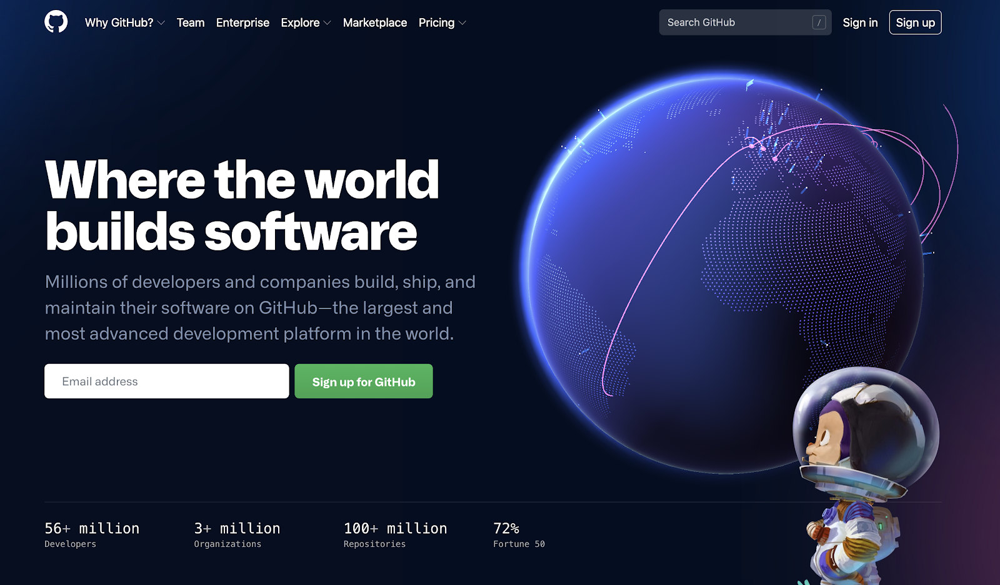 Why GitHub?
Team
Enterprise
Explore
Marketplace
Pricing
Search GitHub
/
Sign in
Sign up
Where the world
builds software
Millions of developers and companies build, ship, and
maintain their software on GitHub—the largest and
most advanced development platform in the world.
Email address
Sign up for GitHub
56+ million
Developers
3+ million
Organizations
100+ million
Repositories
72%
Fortune 50